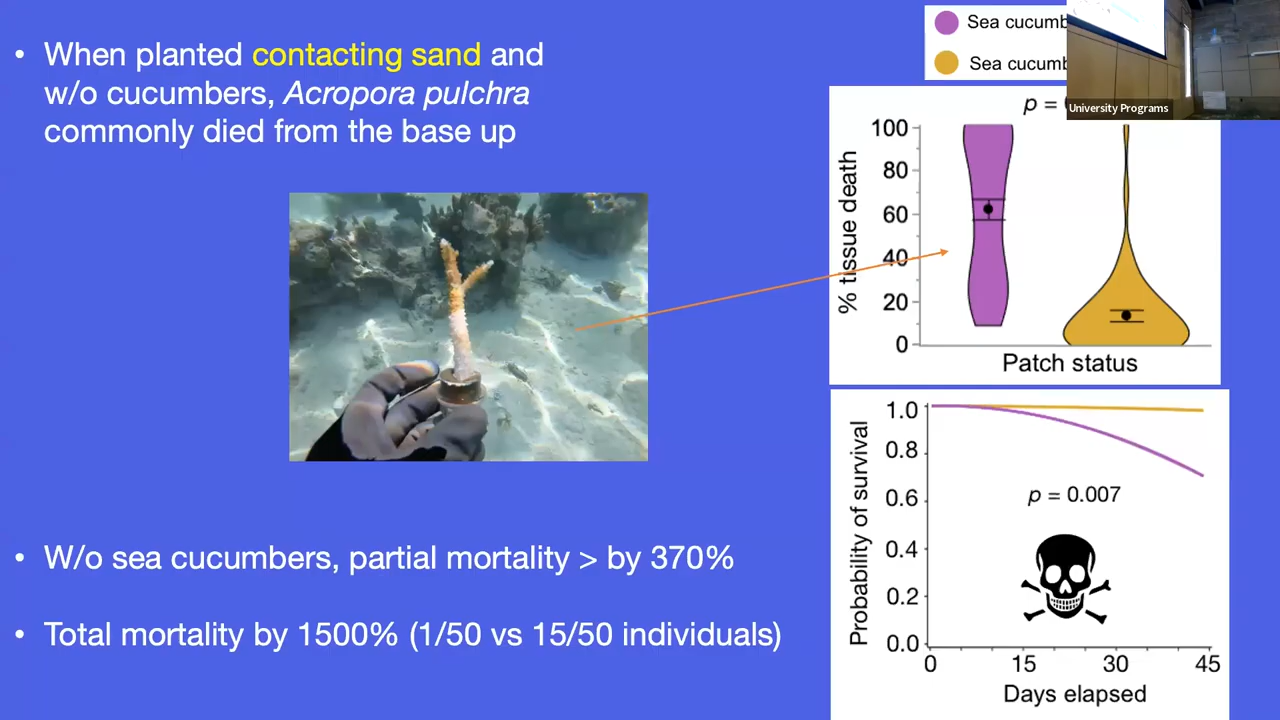 • When planted contacting sand and
w/o cucumbers, Acropora pulchra
commonly died from the base up
• W/o sea cucumbers, partial mortality > by 370%
• Total mortality by 1500% (1/50 vs 15/50 individuals)
Sea
Sea
University Programs
p =
100
80
60
40
20
0
% tissue death
Patch status
1.0
0.8
0.6
0.4
0.2
0.0
Probability of survival
p = 0.007
0 15 30 45
Days elapsed